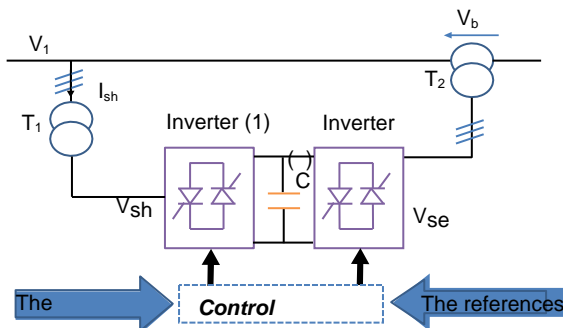 V1
Vb
Ish
T1
T2
Inverter (1)
Inverter
( )
C
Vsh
Vse
The
Control
The references